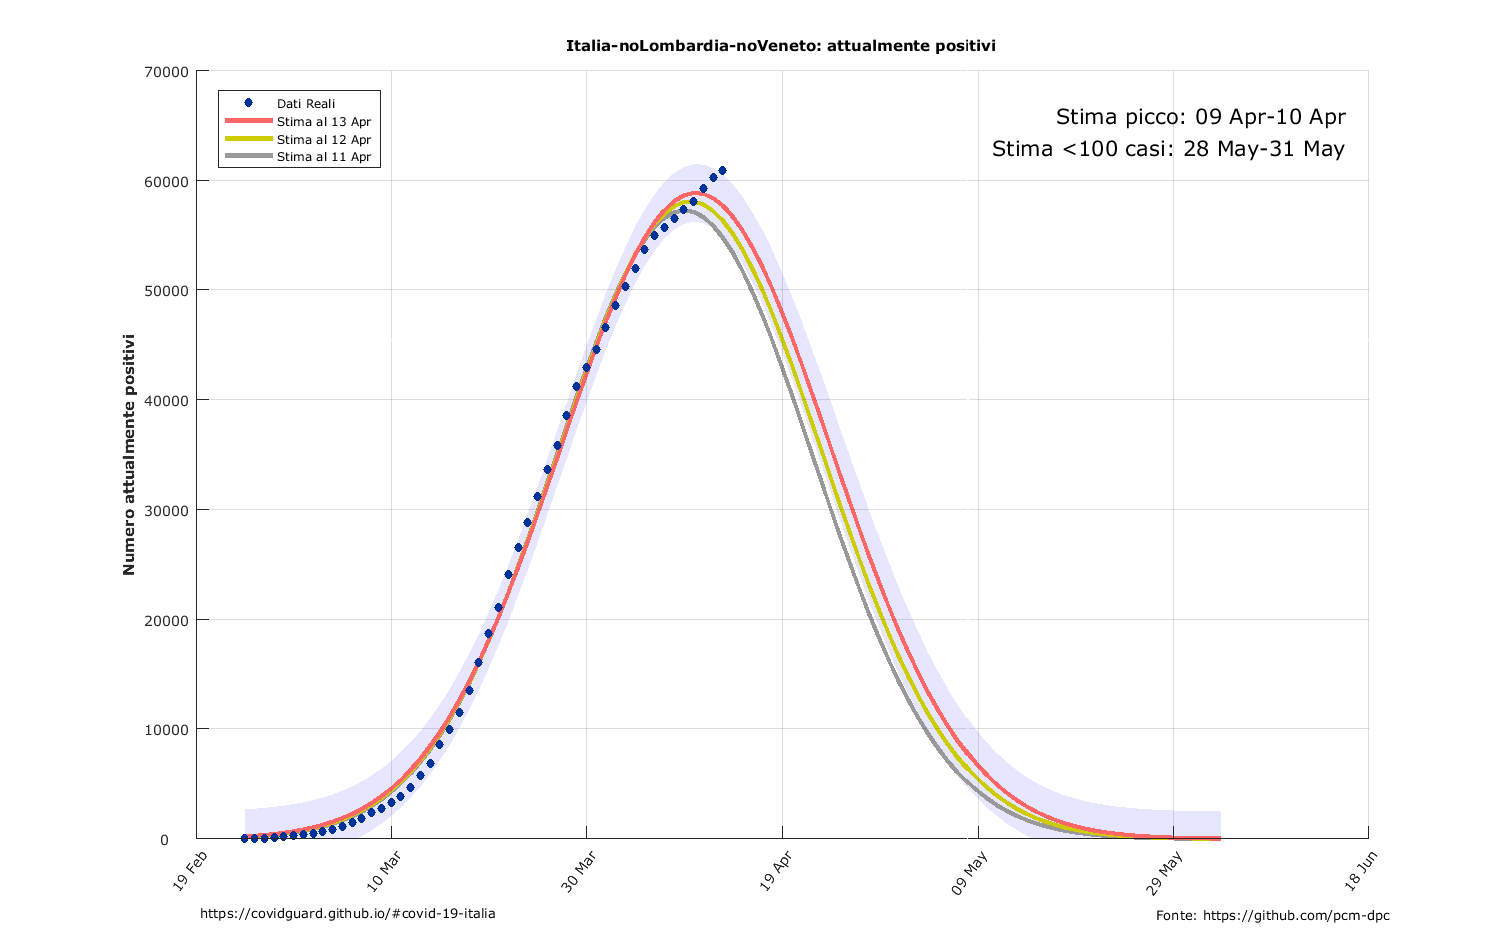 Italia-noLombardia-noVeneto: attualmente positivi
70000
60000
50000
40000
30000
20000
10000
0
Numero attualmente positivi
Dati Reali
Stima al 13 Apr
Stima al 12 Apr
Stima al 11 Apr
Stima picco: 09 Apr-10 Apr
Stima <100 casi: 28 May-31 May
19 Feb
10 Mar
30 Mar
19 Apr
09 May
29 May
18 Jun
https://covidguard.github.io/#covid-19-italia
Fonte: https://github.com/pcm-dpc